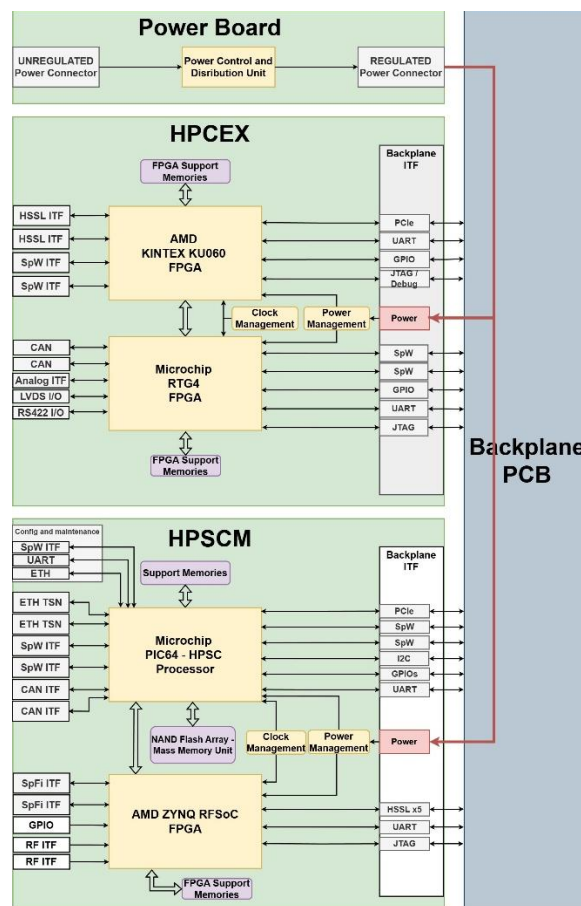 Power Board
UNREGULATED
Power Connector
Power Control and
Disribution Unit
REGULATED
Power Connector
HPCEX
Backplane
ITF
FPGA Support
Memories
HSSL ITF
HSSL ITF
SpW ITF
SpW ITF
AMD
KINTEX KU060
FPGA
PCIe
UART
GPIO
JTAG /
Debug
Clock
Management
Power
Management
Power
CAN
CAN
Analog ITF
LVDS I/O
RS422 I/O
Microchip
RTG4
FPGA
SpW
SpW
GPIO
UART
JTAG
FPGA Support
Memories
Backplane
PCB
HPSCM
Config and maintenance
SpW ITF
UART
ETH
Backplane
ITF
Support Memories
ETH TSN
ETH TSN
SpW ITF
SpW ITF
CAN ITF
CAN ITF
Microchip
PIC64 - HPSC
Processor
PCIe
SpW
SpW
I2C
GPIOs
UART
NAND Flash Array -
Mass Memory Unit
Clock
Management
Power
Management
Power
SpFi ITF
SpFi ITF
GPIO
RF ITF
RF ITF
AMD ZYNQ RFSoC
FPGA
HSSL x5
UART
JTAG
FPGA Support
Memories